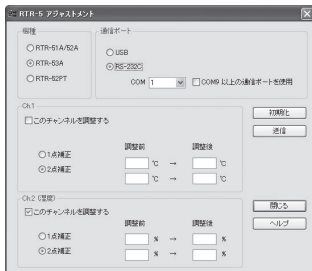 RTR-5 アジャストメント
機種
RTR-51A/52A
RTR-53A
RTR-52PT
通信ポート
USB
RS-232C
COM 1
COM9 以上の通信ポートを使用
初期化
送信
Ch.1
このチャンネルを調整する
調整前
調整後
1点補正
℃ → ℃
2点補正
℃ → ℃
Ch.2 (湿度)
このチャンネルを調整する
調整前
調整後
1点補正
% → %
2点補正
% → %
閉じる
ヘルプ